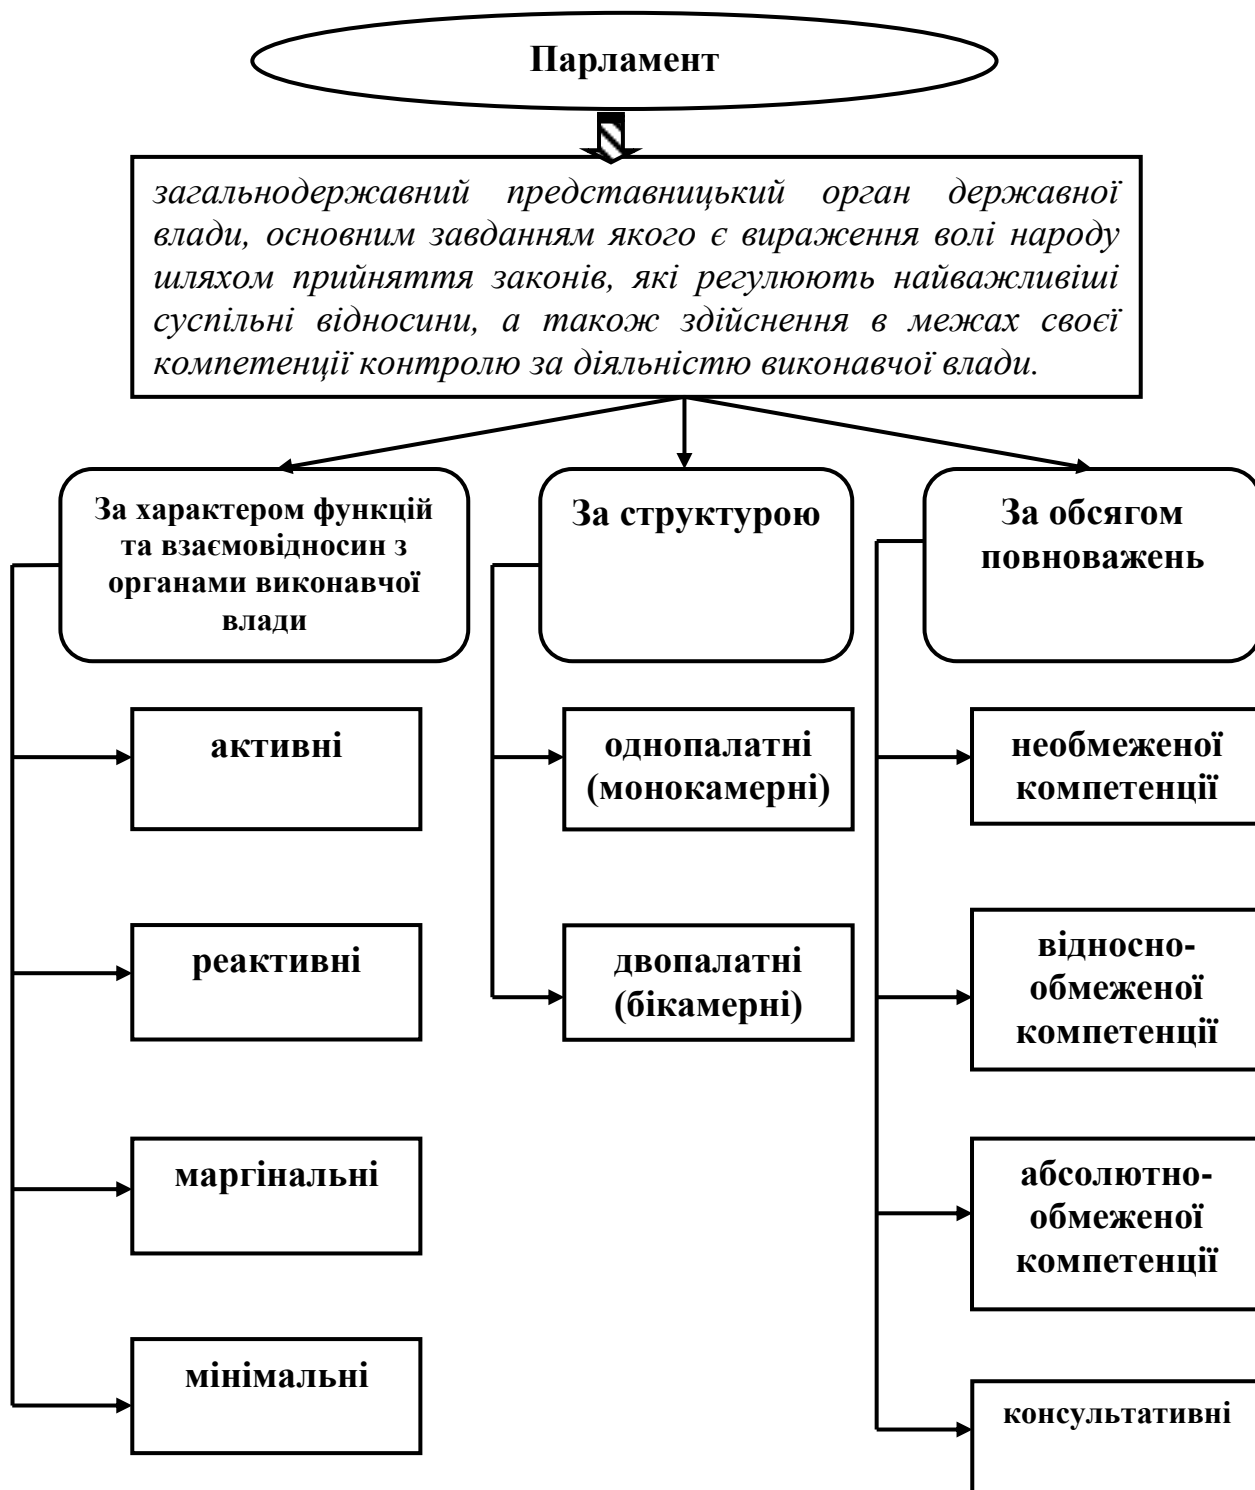 Парламент
загальнодержавний представницький орган державної
влади, основним завданням якого є вираження волі народу
шляхом прийняття законів, які регулюють найважливіші
суспільні відносини, а також здійснення в межах своєї
компетенції контролю за діяльністю виконавчої влади.
За характером функцій
та взаємовідносин з
органами виконавчої
влади
активні
реактивні
маргінальні
мінімальні
За структурою
однопалатні
(монокамерні)
двопалатні
(бікамерні)
За обсягом
повноважень
необмеженої
компетенції
відносно-
обмеженої
компетенції
абсолютно-
обмеженої
компетенції
консультативні